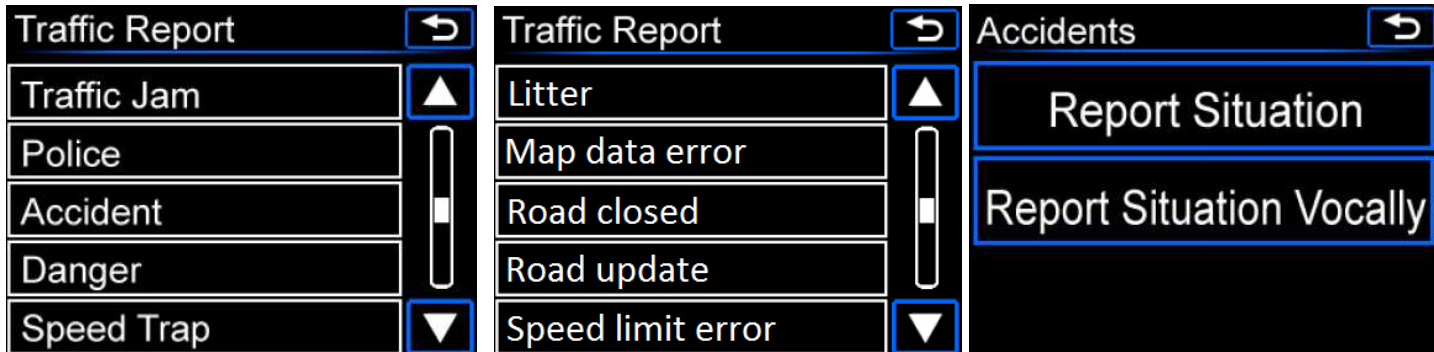 Traffic Report
Traffic Jam
Police
Accident
Danger
Speed Trap
Traffic Report
Litter
Map data error
Road closed
Road update
Speed limit error
Accidents
Report Situation
Report Situation Vocally